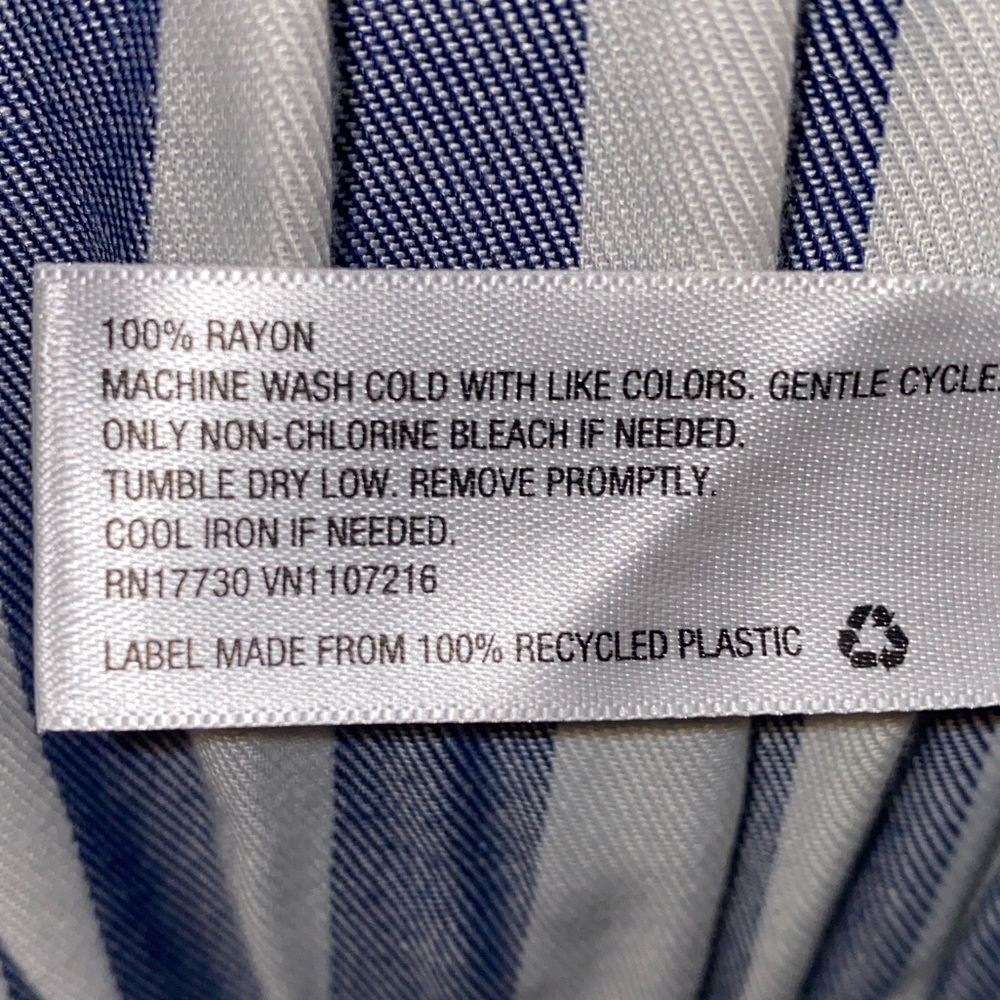 100% RAYON
MACHINE WASH COLD WITH LIKE COLORS. GENTLE CYCLE.
ONLY NON-CHLORINE BLEACH IF NEEDED.
TUMBLE DRY LOW. REMOVE PROMPTLY.
COOL IRON IF NEEDED.
RN17730 VN1107216
LABEL MADE FROM 100% RECYCLED PLASTIC